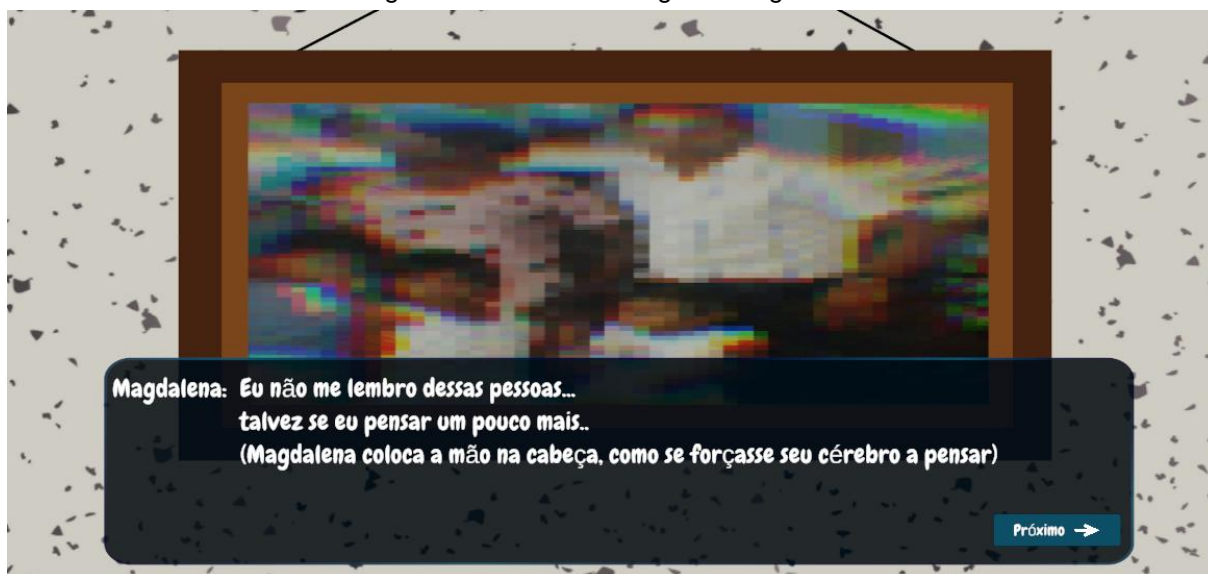 Magdalena: Eu não me lembro dessas pessoas...
talvez se eu pensar um pouco mais..
(Magdalena coloca a mão na cabeça, como se forçasse seu cérebro a pensar)
Próximo